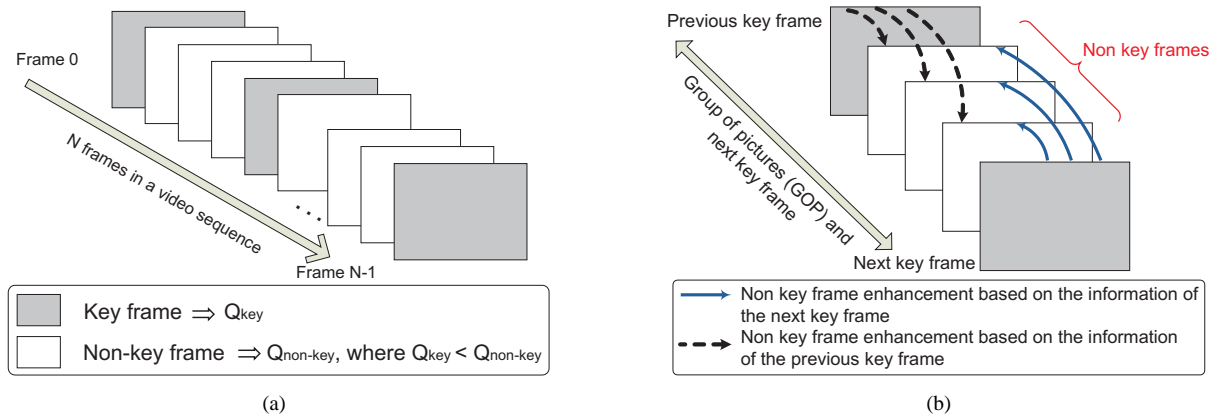 Frame 0
N frames in a video sequence
. . .
Frame N-1
Key frame ⇒ Qkey
Non-key frame ⇒ Qnon-key, where Qkey < Qnon-key
(a)
Previous key frame
Non key frames
Group of pictures (GOP) and
next key frame
Next key frame
Non key frame enhancement based on the information of
the next key frame
Non key frame enhancement based on the information
of the previous key frame
(b)